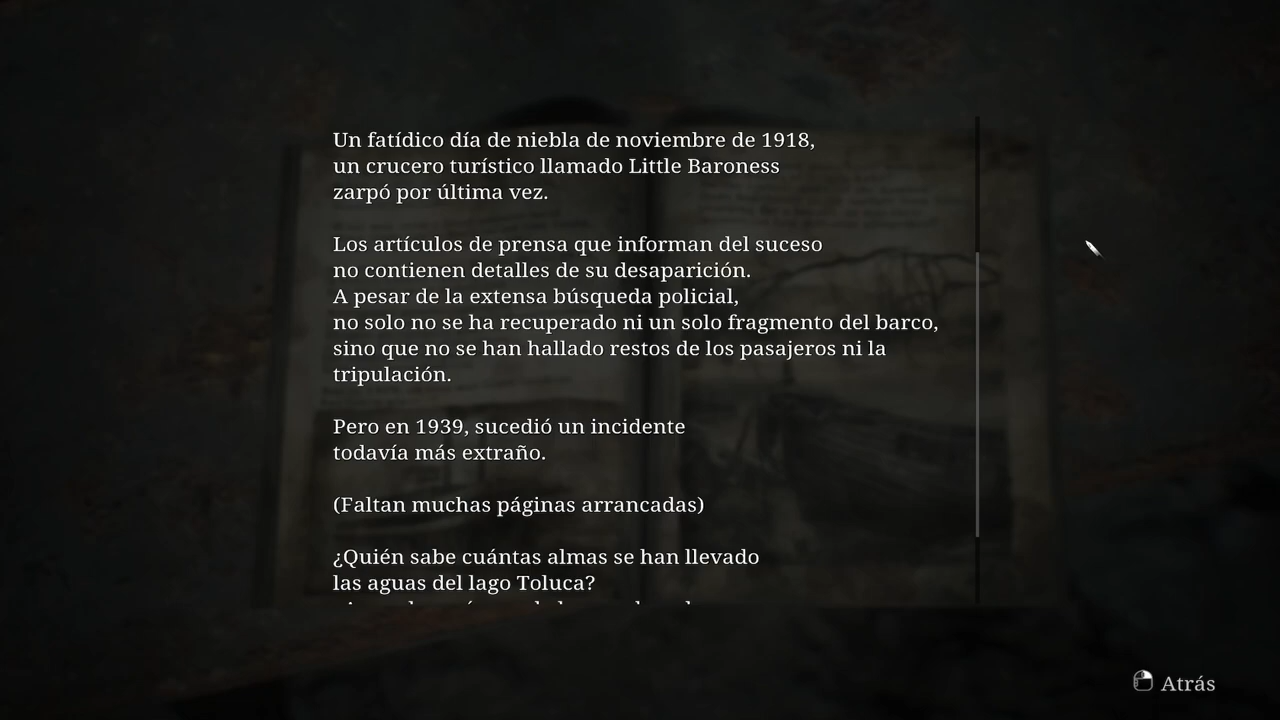 Un fatídico día de niebla de noviembre de 1918,
un crucero turístico llamado Little Baroness
zarpó por última vez.
Los artículos de prensa que informan del suceso
no contienen detalles de su desaparición.
A pesar de la extensa búsqueda policial,
no solo no se ha recuperado ni un solo fragmento del barco,
sino que no se han hallado restos de los pasajeros ni la
tripulación.
Pero en 1939, sucedió un incidente
todavía más extraño.
(Faltan muchas páginas arrancadas)
¿Quién sabe cuántas almas se han llevado
las aguas del lago Toluca?
Atrás